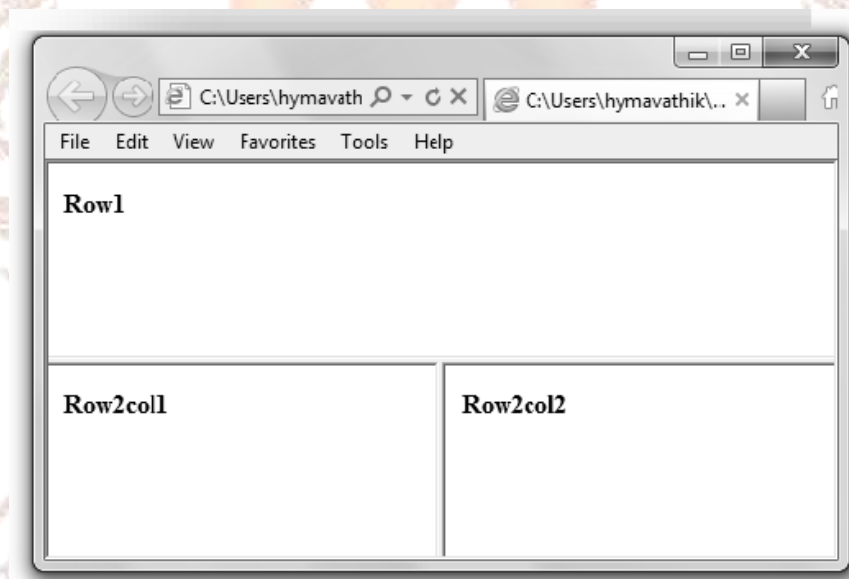 C:\Users\hymavath
C:\Users\hymavathik\...
File Edit View Favorites Tools Help
Row1
Row2col1 Row2col2